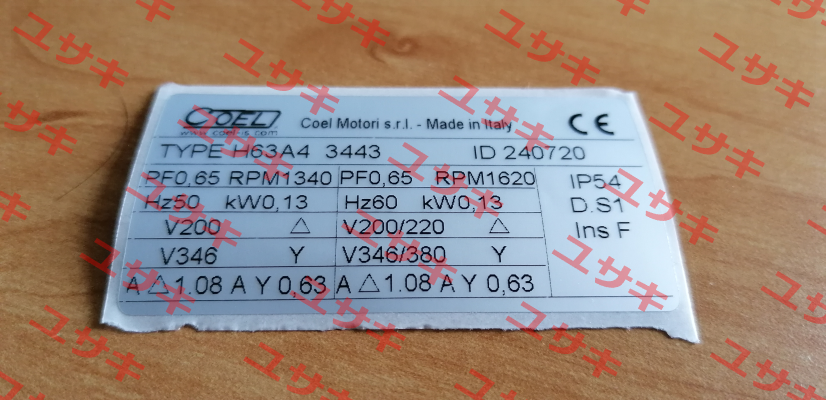 COEL
www.coel-s.com
Coel Motori s.r.l. - Made in Italy
CE
TYPE H63A4 3443 ID 240720
PF0,65 RPM1340 PF0,65 RPM1620 IP54
Hz50 kW0,13 Hz60 kW0,13 D.S1
V200 △ V200/220 △ Ins F
V346 Y V346/380 Y
A △ 1.08 A Y 0,63 A △ 1.08 A Y 0,63
ユサキ